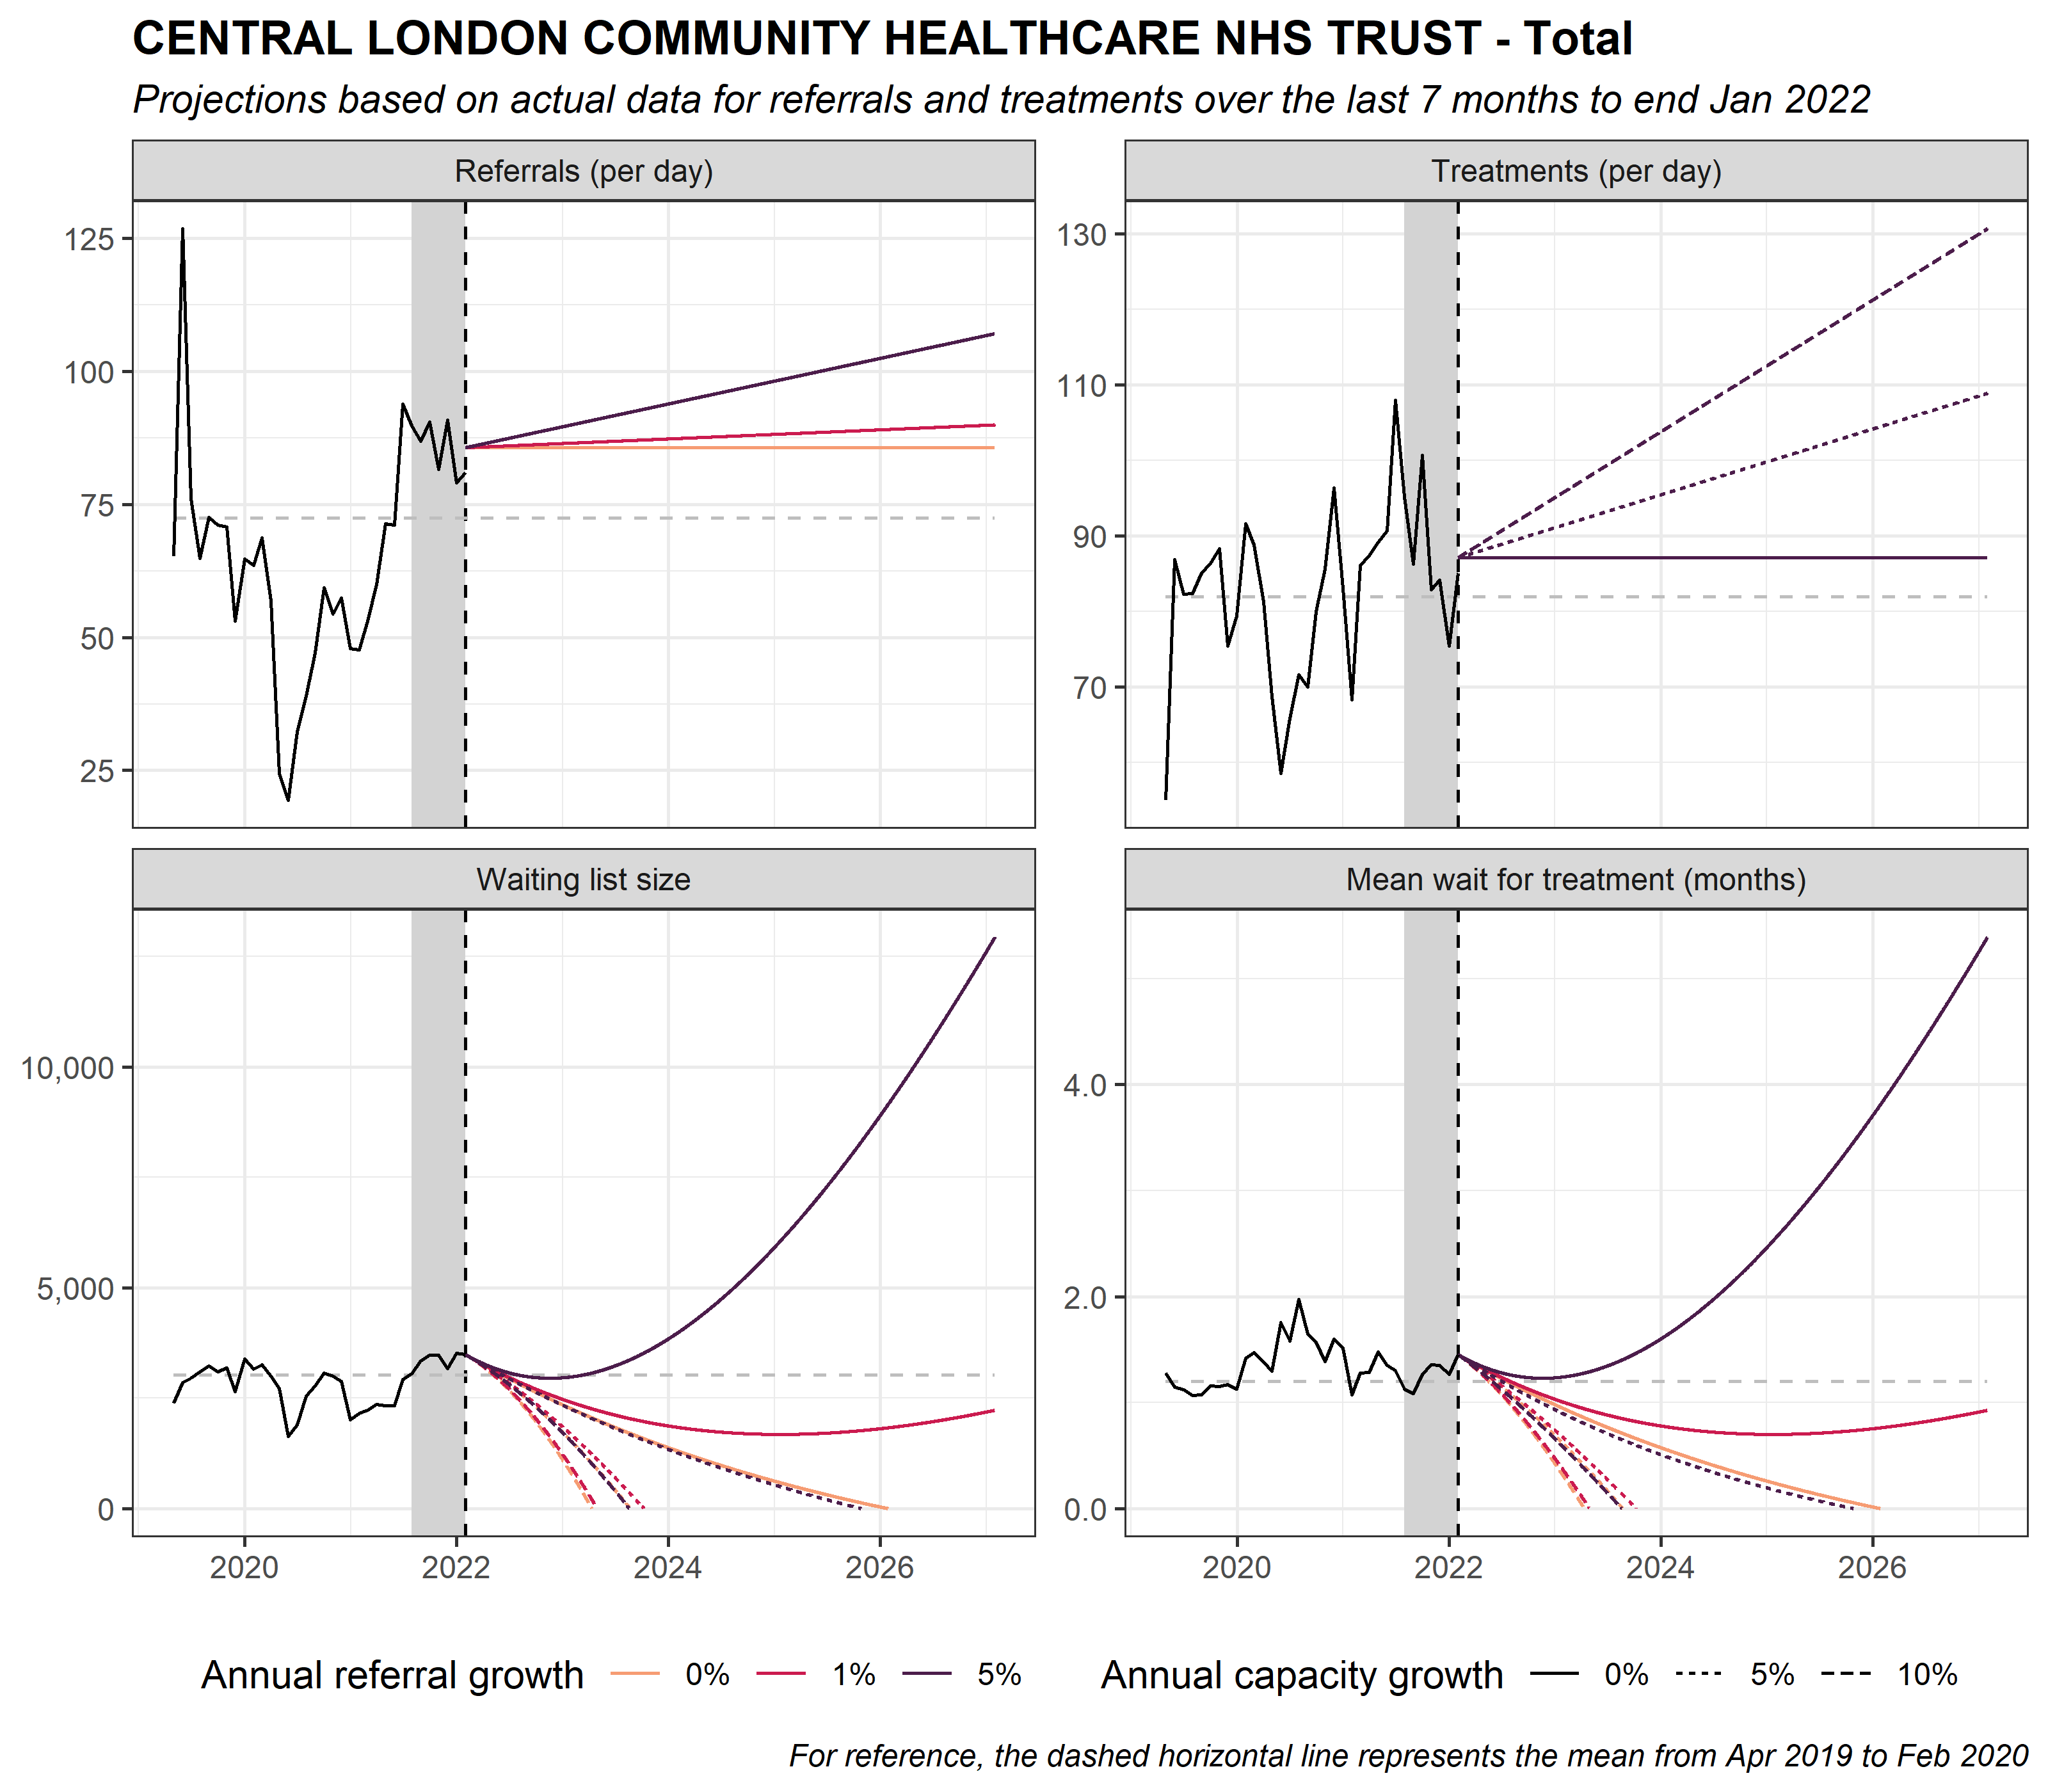 CENTRAL LONDON COMMUNITY HEALTHCARE NHS TRUST - Total
Projections based on actual data for referrals and treatments over the last 7 months to end Jan 2022
Referrals (per day)
125
100
75
50
25
Treatments (per day)
130
110
90
70
Waiting list size
10,000
5,000
0
2020 2022 2024 2026
Mean wait for treatment (months)
4.0
2.0
0.0
2020 2022 2024 2026
Annual referral growth 0% 1% 5%
Annual capacity growth 0% 5% 10%
For reference, the dashed horizontal line represents the mean from Apr 2019 to Feb 2020